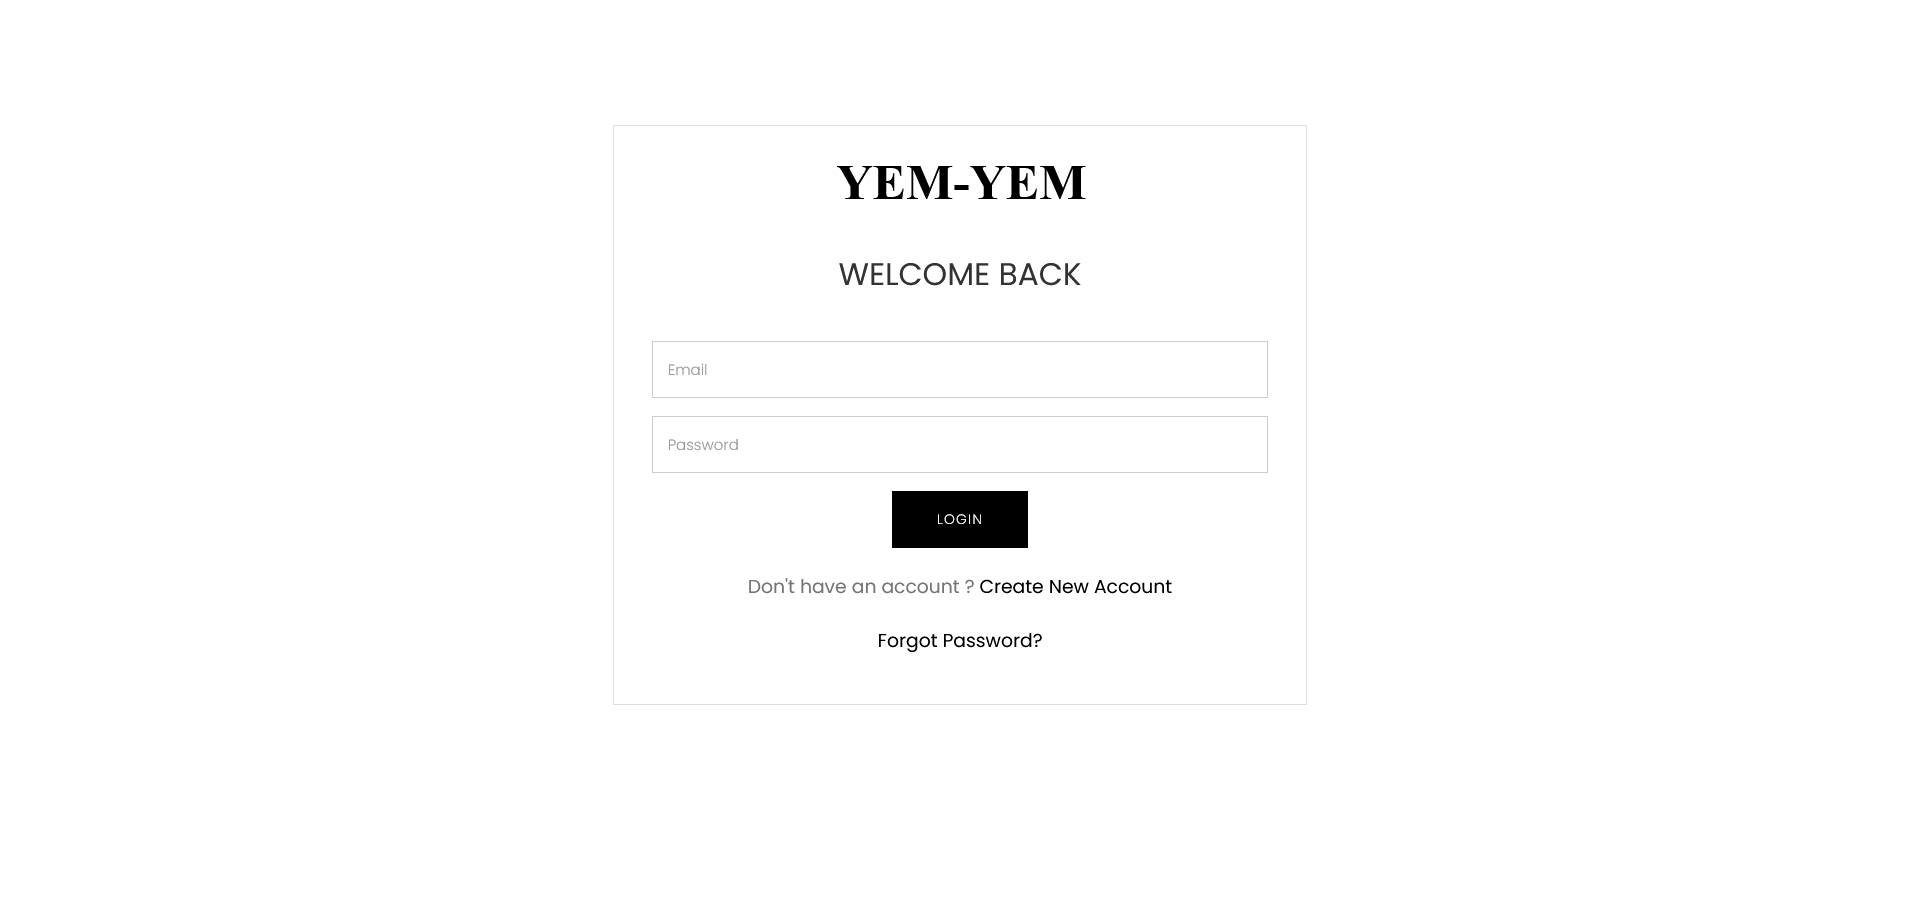 YEM-YEM
WELCOME BACK
Email
Password
LOGIN
Don't have an account ? Create New Account
Forgot Password?